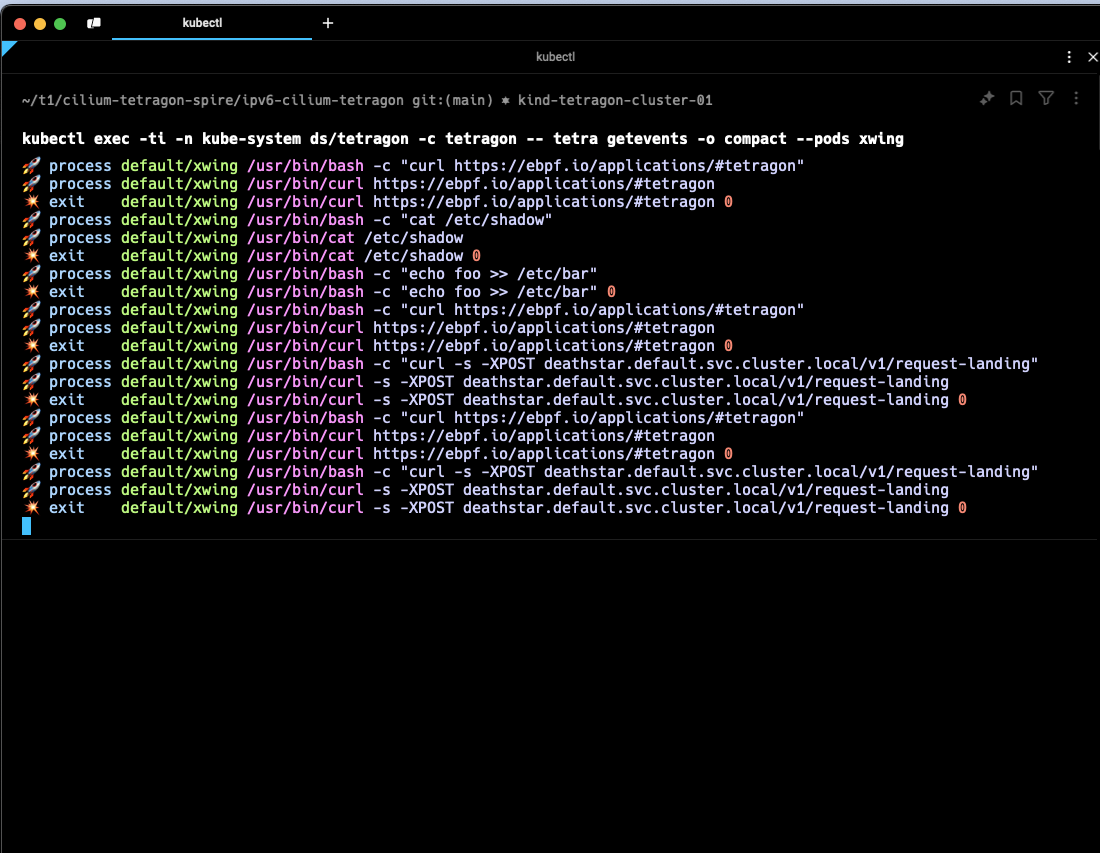 kubectl
+
kubectl
~/t1/cilium-tetragon-spire/ipv6-cilium-tetragon git:(main) ✷ kind-tetragon-cluster-01
kubectl exec -ti -n kube-system ds/tetragon -c tetragon -- tetra getevents -o compact --pods xwing
🚀 process default/xwing /usr/bin/bash -c "curl https://ebpf.io/applications/#tetragon"
🚀 process default/xwing /usr/bin/curl https://ebpf.io/applications/#tetragon
💥 exit    default/xwing /usr/bin/curl https://ebpf.io/applications/#tetragon 0
🚀 process default/xwing /usr/bin/bash -c "cat /etc/shadow"
🚀 process default/xwing /usr/bin/cat /etc/shadow
💥 exit    default/xwing /usr/bin/cat /etc/shadow 0
🚀 process default/xwing /usr/bin/bash -c "echo foo >> /etc/bar"
💥 exit    default/xwing /usr/bin/bash -c "echo foo >> /etc/bar" 0
🚀 process default/xwing /usr/bin/bash -c "curl https://ebpf.io/applications/#tetragon"
🚀 process default/xwing /usr/bin/curl https://ebpf.io/applications/#tetragon
💥 exit    default/xwing /usr/bin/curl https://ebpf.io/applications/#tetragon 0
🚀 process default/xwing /usr/bin/bash -c "curl -s -XPOST deathstar.default.svc.cluster.local/v1/request-landing"
🚀 process default/xwing /usr/bin/curl -s -XPOST deathstar.default.svc.cluster.local/v1/request-landing
💥 exit    default/xwing /usr/bin/curl -s -XPOST deathstar.default.svc.cluster.local/v1/request-landing 0
🚀 process default/xwing /usr/bin/bash -c "curl https://ebpf.io/applications/#tetragon"
🚀 process default/xwing /usr/bin/curl https://ebpf.io/applications/#tetragon
💥 exit    default/xwing /usr/bin/curl https://ebpf.io/applications/#tetragon 0
🚀 process default/xwing /usr/bin/bash -c "curl -s -XPOST deathstar.default.svc.cluster.local/v1/request-landing"
🚀 process default/xwing /usr/bin/curl -s -XPOST deathstar.default.svc.cluster.local/v1/request-landing
💥 exit    default/xwing /usr/bin/curl -s -XPOST deathstar.default.svc.cluster.local/v1/request-landing 0